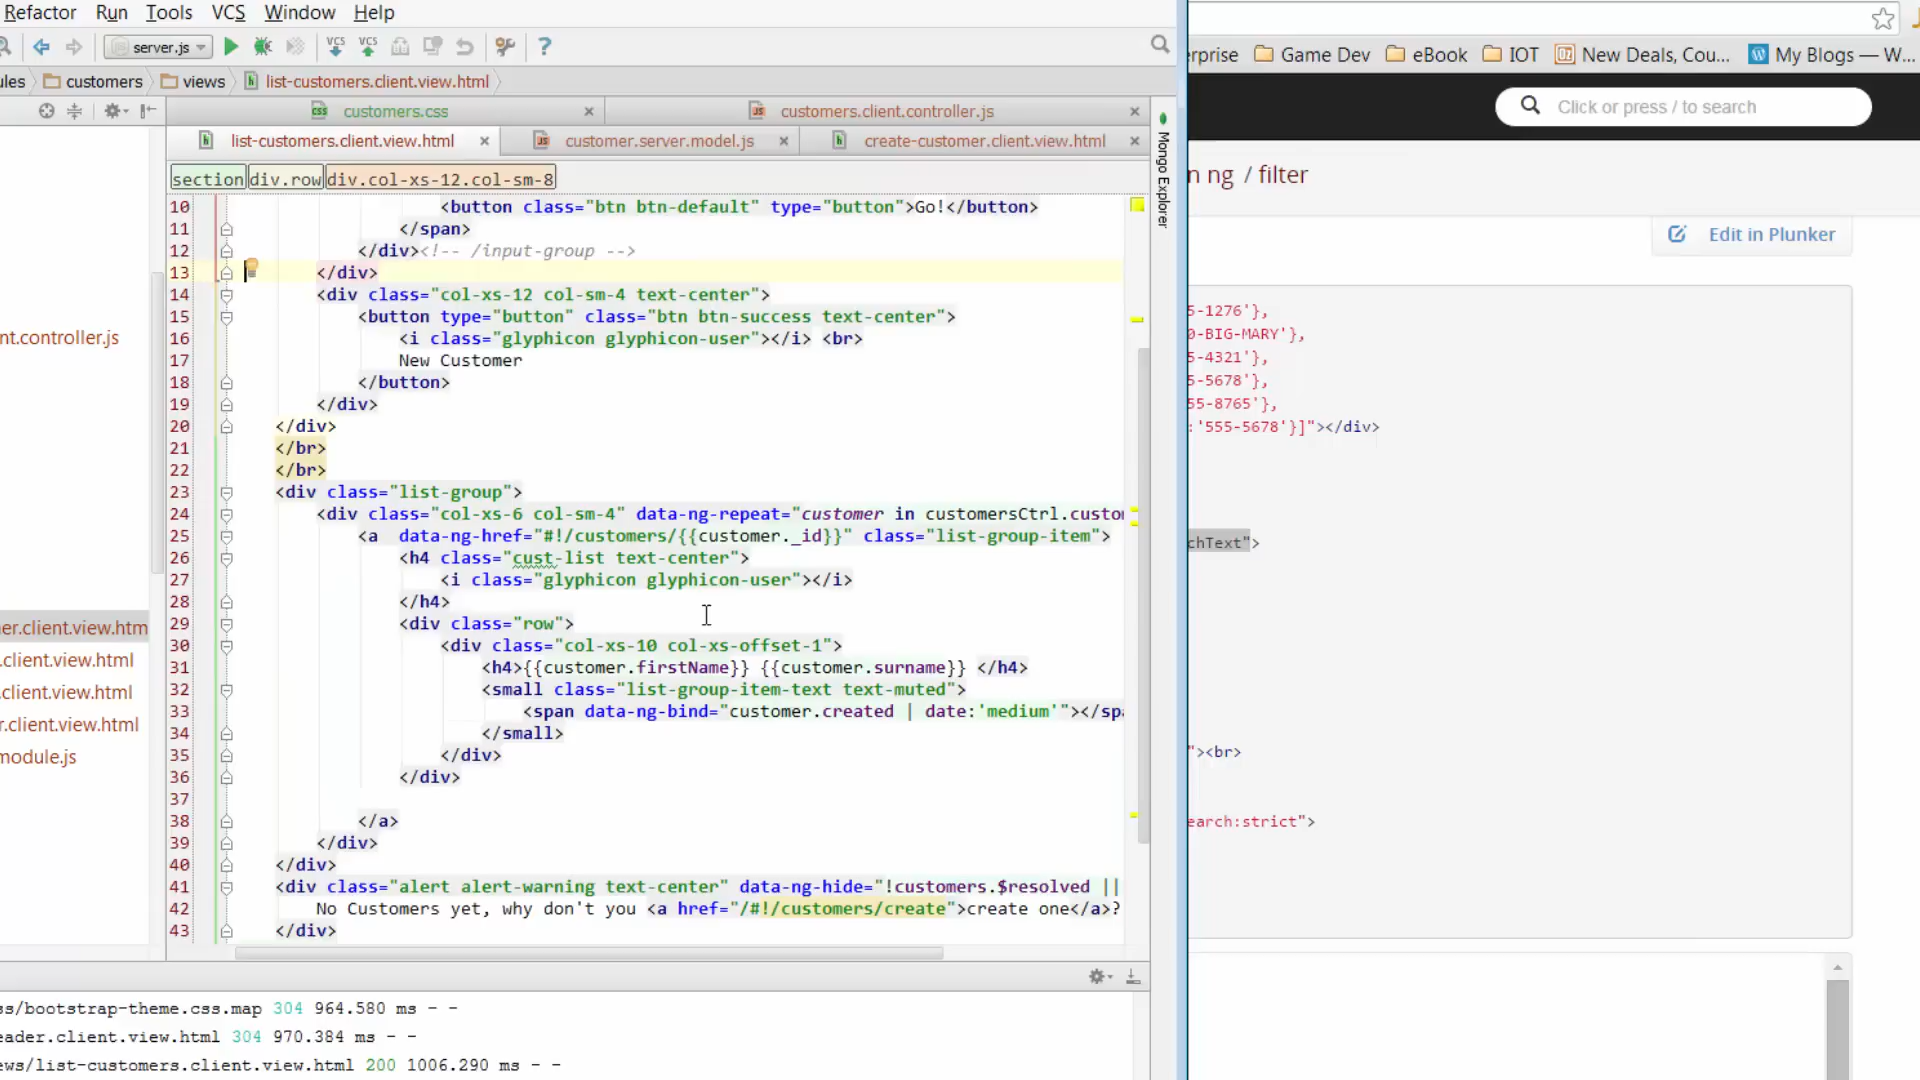 Refactor Run Tools VCS Window Help
server.js
VCS VCS ?
ules customers views list-customers.client.view.html
customers.css customers.client.controller.js
list-customers.client.view.html customer.server.model.js create-customer.client.view.html
section div.row div.col-xs-12.col-sm-8
10 <button class="btn btn-default" type="button">Go!</button>
11 </span>
12 </div><!-- /input-group -->
13 </div>
14 <div class="col-xs-12 col-sm-4 text-center">
15 <button type="button" class="btn btn-success text-center">
16 <i class="glyphicon glyphicon-user"></i> <br>
17 New Customer
18 </button>
19 </div>
20 </div>
21 </br>
22 </br>
23 <div class="list-group">
24 <div class="col-xs-6 col-sm-4" data-ng-repeat="customer in customersCtrl.custo
25 <a data-ng-href="#!/customers/{{customer._id}}" class="list-group-item">
26 <h4 class="cust-list text-center">
27 <i class="glyphicon glyphicon-user"></i>
28 </h4>
29 <div class="row">
30 <div class="col-xs-10 col-xs-offset-1">
31 <h4>{{customer.firstName}} {{customer.surname}} </h4>
32 <small class="list-group-item-text text-muted">
33 <span data-ng-bind="customer.created | date:'medium'"></spa
34 </small>
35 </div>
36 </div>
37
38 </a>
39 </div>
40 </div>
41 <div class="alert alert-warning text-center" data-ng-hide="!customers.$resolved ||
42 No Customers yet, why don't you <a href="/#!/customers/create">create one</a>?
43 </div>
Mongo Explorer
nt.controller.js
er.client.view.htm
.client.view.html
.client.view.html
r.client.view.html
module.js
ss/bootstrap-theme.css.map 304 964.580 ms - -
eader.client.view.html 304 970.384 ms - -
ews/list-customers.client.view.html 200 1006.290 ms - -
rprise Game Dev eBook IOT New Deals, Cou... My Blogs — W...
Click or press / to search
n ng / filter
Edit in Plunker
5-1276'},
0-BIG-MARY'},
5-4321'},
5-5678'},
55-8765'},
:'555-5678'}]"></div>
chText">
"><br>
earch:strict">